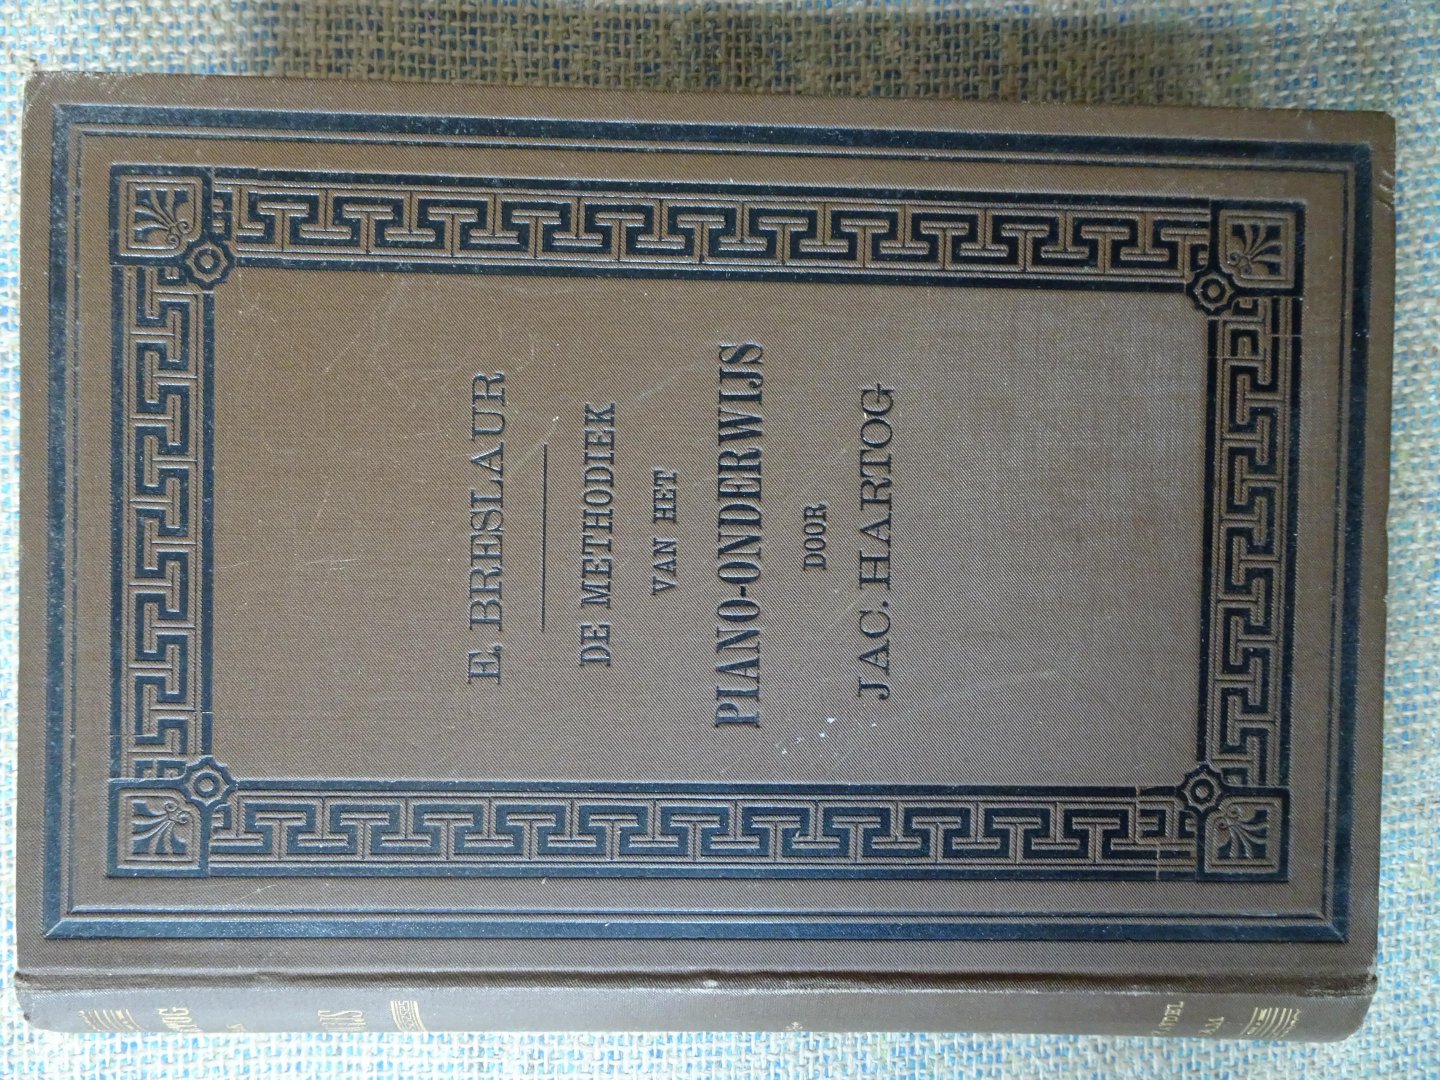 E. BRESLAUR
DE METHODIEK
VAN HET
PIANO-ONDERWIJS
DOOR
JAC. HARTOG